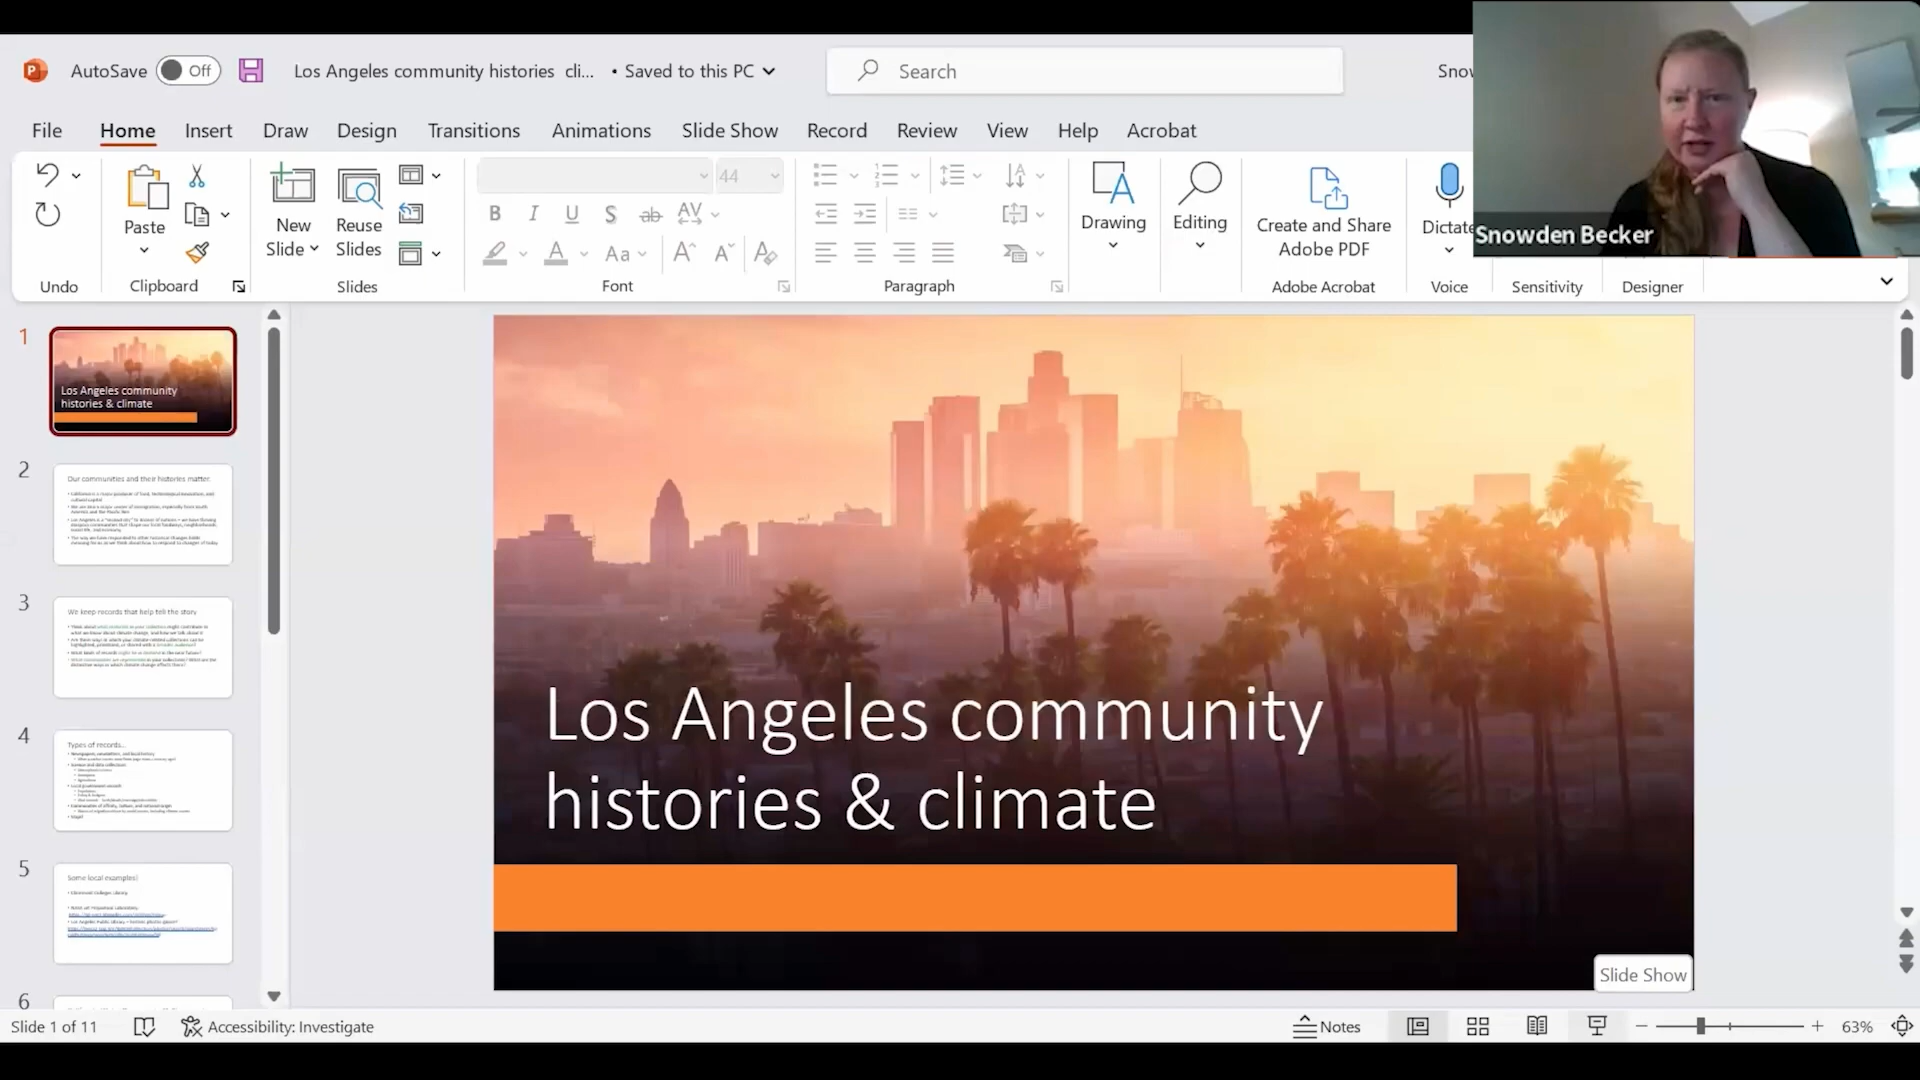 AutoSave Off Los Angeles community histories cli... • Saved to this PC Search Snow
File Home Insert Draw Design Transitions Animations Slide Show Record Review View Help Acrobat
44
Paste New Slide Reuse Slides Drawing Editing Create and Share Adobe PDF Dictate
Snowden Becker
Undo Clipboard Slides Font Paragraph Adobe Acrobat Voice Sensitivity Designer
1
Los Angeles community
histories & climate
2
Our communities and their histories matter.
3
We keep records that help tell the story
4
Types of records...
5
Some local examples!
6
Los Angeles community
histories & climate
Slide Show
Slide 1 of 11 Accessibility: Investigate Notes 63%